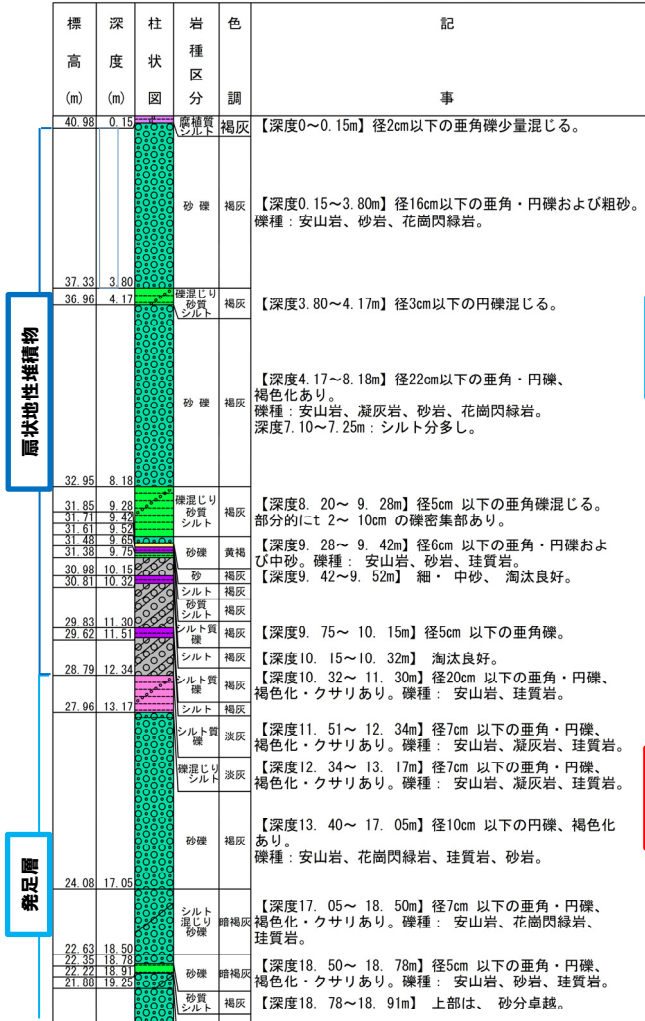 標高(m) 深度(m) 柱状図 岩種区分 色調 記事
40.98 0.15 腐植質シルト 褐灰 【深度0～0.15m】径2cm以下の亜角礫少量混じる。
砂礫 褐灰 【深度0.15～3.80m】径16cm以下の亜角・円礫および粗砂。
礫種：安山岩、砂岩、花崗閃緑岩。
37.33 3.80
36.96 4.17 礫混じり砂質シルト 褐灰 【深度3.80～4.17m】径3cm以下の円礫混じる。
扇状地性堆積物
砂礫 褐灰 【深度4.17～8.18m】径22cm以下の亜角・円礫、
褐色化あり。
礫種：安山岩、凝灰岩、砂岩、花崗閃緑岩。
深度7.10～7.25m：シルト分多し。
32.95 8.18
31.85 9.28 礫混じり砂質シルト 褐灰 【深度8.20～ 9.28m】径5cm 以下の亜角礫混じる。
31.71 9.42 部分的にt 2～ 10cm の礫密集部あり。
31.61 9.52
31.48 9.65 【深度9.28～ 9.42m】径6cm 以下の亜角・円礫およ
31.38 9.75 砂礫 黄褐 び中砂。礫種： 安山岩、砂岩、珪質岩。
30.98 10.15 砂 褐灰 【深度9.42～9.52m】 細・ 中砂、 淘汰良好。
30.81 10.32
シルト 褐灰
砂質シルト 褐灰
29.83 11.30
29.62 11.51 シルト質礫 褐灰 【深度9.75～ 10.15m】径5cm 以下の亜角礫。
シルト 褐灰 【深度10.15～10.32m】 淘汰良好。
28.79 12.34 シルト質礫 褐灰 【深度10.32～ 11.30m】径20cm 以下の亜角・円礫、
褐色化・クサリあり。礫種： 安山岩、珪質岩。
27.96 13.17 シルト 褐灰
シルト質礫 淡灰 【深度11.51～ 12.34m】径7cm 以下の亜角・円礫、
褐色化・クサリあり。礫種： 安山岩、凝灰岩、珪質岩。
礫混じりシルト 淡灰 【深度12.34～ 13.17m】径7cm 以下の亜角・円礫、
褐色化・クサリあり。礫種： 安山岩、凝灰岩、珪質岩。
発足層
砂礫 褐灰 【深度13.40～ 17.05m】径10cm 以下の円礫、褐色化
あり。
礫種：安山岩、花崗閃緑岩、珪質岩、砂岩。
24.08 17.05
シルト混じり砂礫 暗褐灰 【深度17.05～ 18.50m】径7cm 以下の亜角・円礫、
褐色化・クサリあり。礫種： 安山岩、花崗閃緑岩、
珪質岩。
22.63 18.50
22.35 18.78
22.22 18.91 砂礫 暗褐灰 【深度18.50～ 18.78m】径5cm 以下の亜角・円礫、
21.88 19.25 褐色化・クサリあり。礫種： 安山岩、砂岩、珪質岩。
砂質シルト 褐灰 【深度18.78～18.91m】 上部は、 砂分卓越。